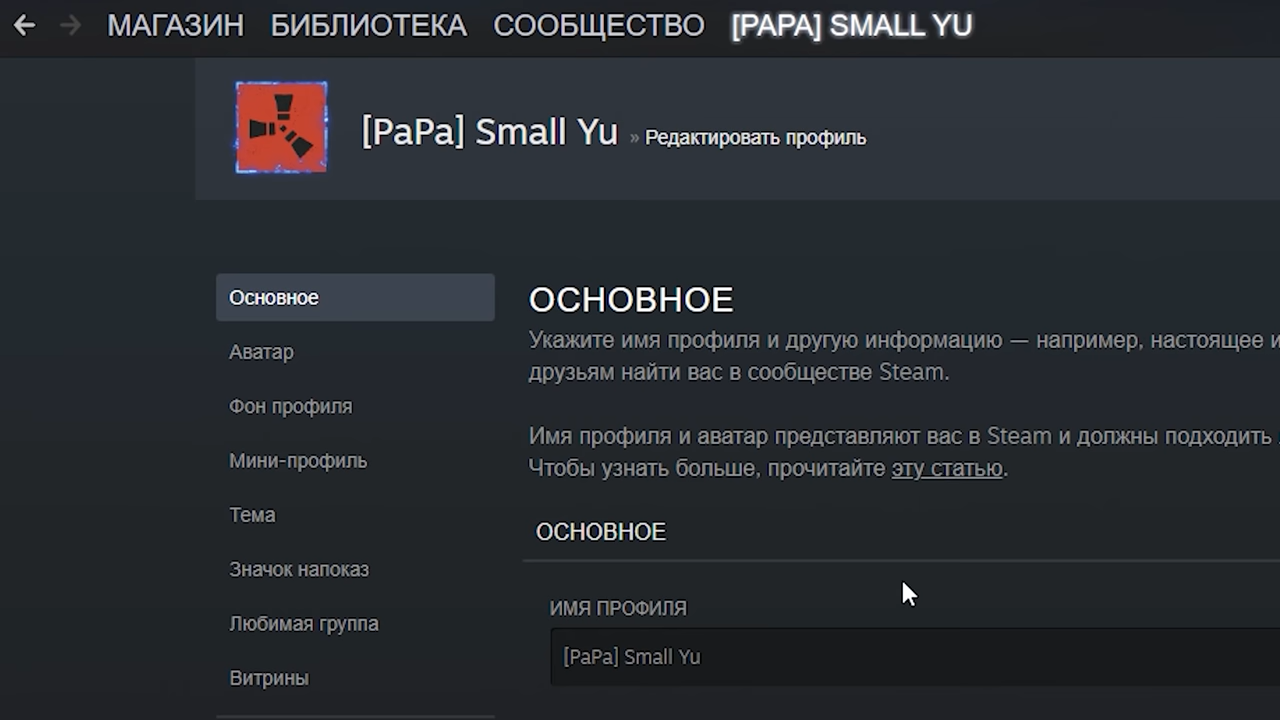 МАГАЗИН БИБЛИОТЕКА СООБЩЕСТВО [PAPA] SMALL YU
[PaPa] Small Yu » Редактировать профиль
Основное
Аватар
Фон профиля
Мини-профиль
Тема
Значок напоказ
Любимая группа
Витрины
ОСНОВНОЕ
Укажите имя профиля и другую информацию — например, настоящее
друзьям найти вас в сообществе Steam.
Имя профиля и аватар представляют вас в Steam и должны подходить
Чтобы узнать больше, прочитайте эту статью.
ОСНОВНОЕ
ИМЯ ПРОФИЛЯ
[PaPa] Small Yu